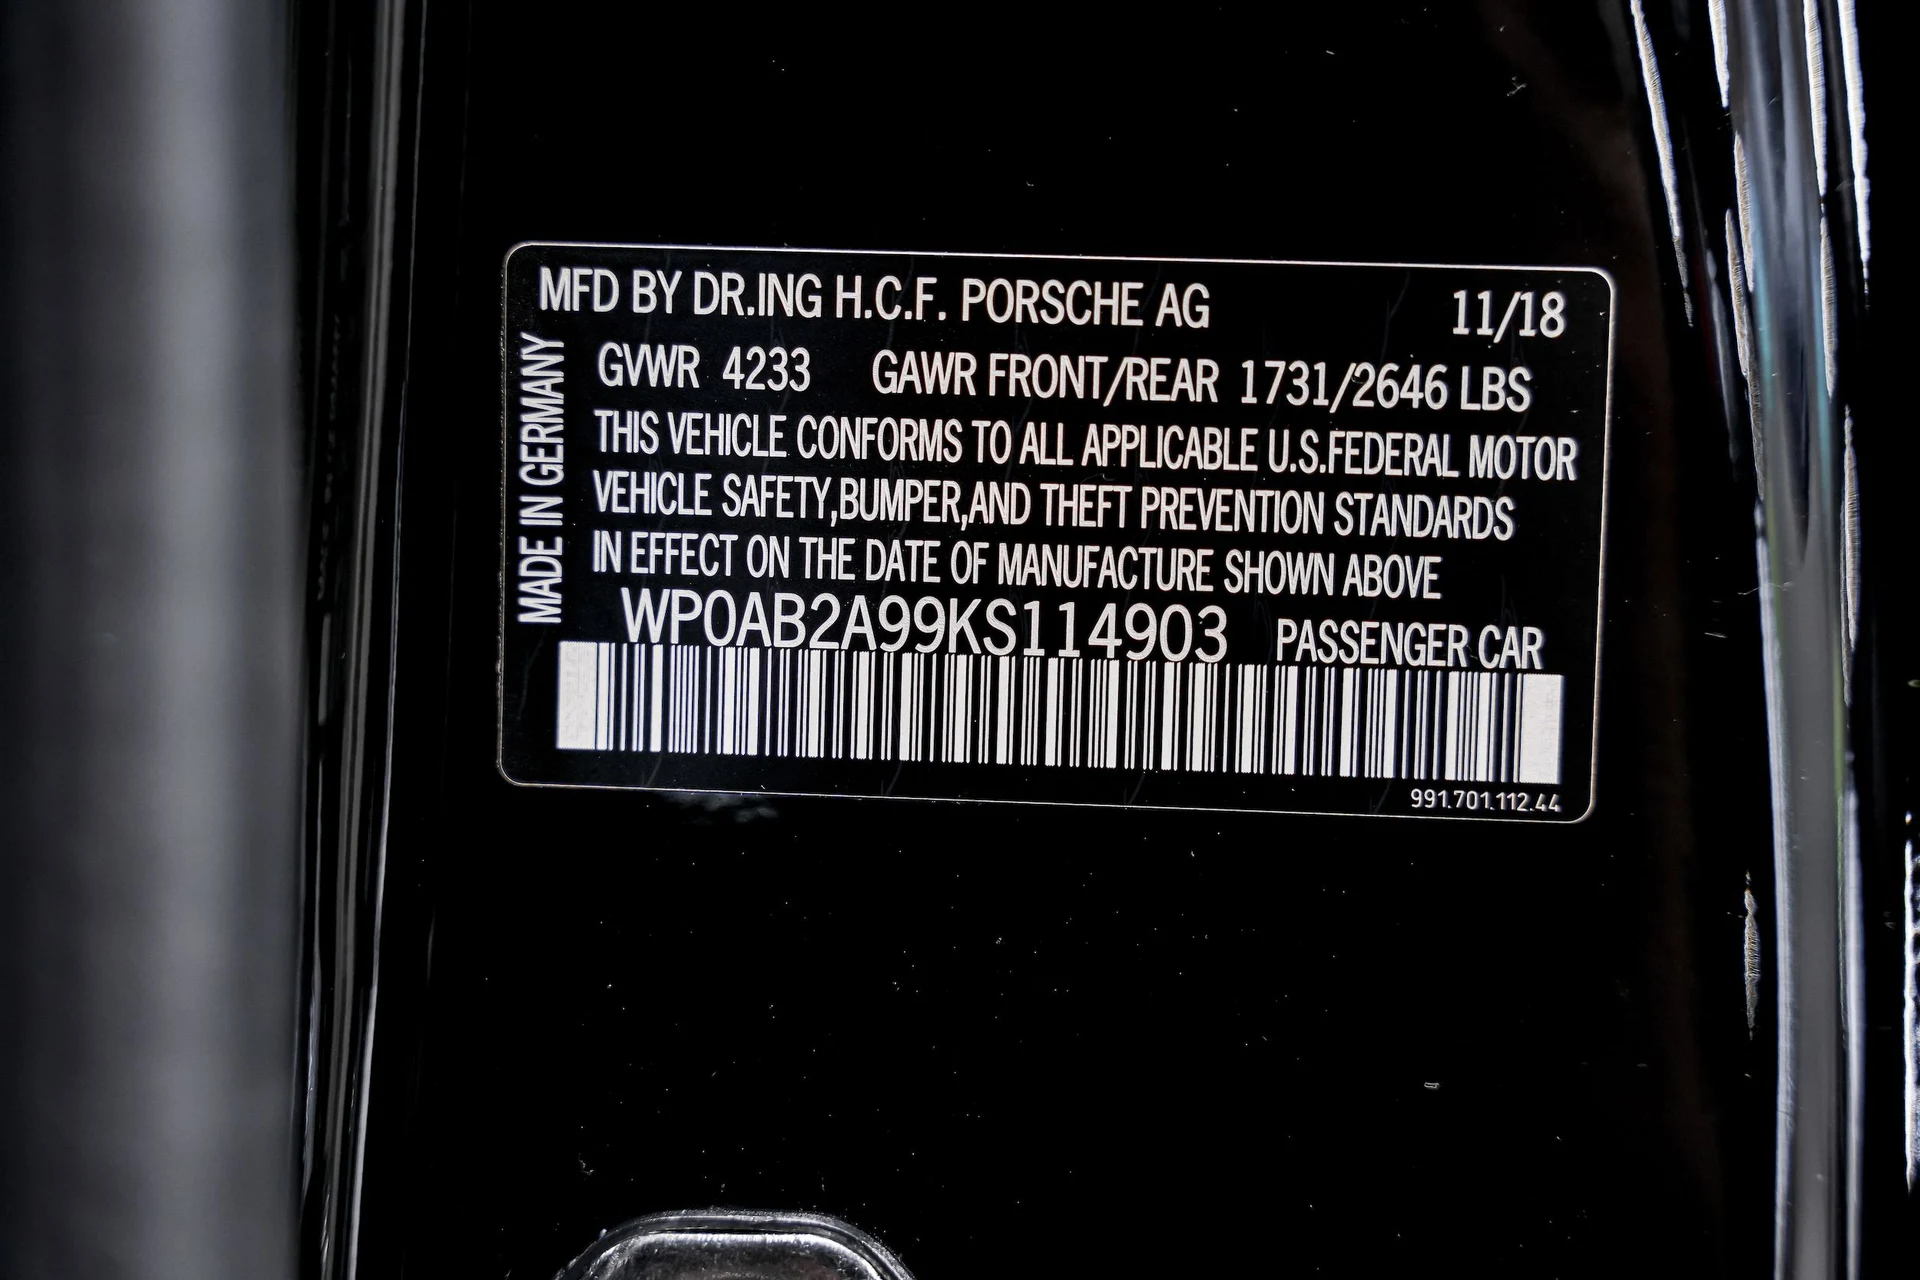 MFD BY DR.ING H.C.F. PORSCHE AG 11/18
MADE IN GERMANY
GVWR 4233 GAWR FRONT/REAR 1731/2646 LBS
THIS VEHICLE CONFORMS TO ALL APPLICABLE U.S.FEDERAL MOTOR
VEHICLE SAFETY,BUMPER,AND THEFT PREVENTION STANDARDS
IN EFFECT ON THE DATE OF MANUFACTURE SHOWN ABOVE
WP0AB2A99KS114903 PASSENGER CAR
991.701.112.44